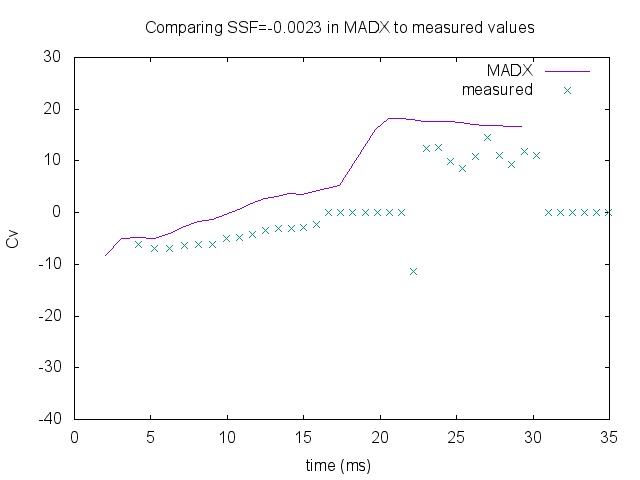 Comparing SSF=-0.0023 in MADX to measured values
MADX
measured
30
20
10
0
-10
-20
-30
-40
Cv
0 5 10 15 20 25 30 35
time (ms)